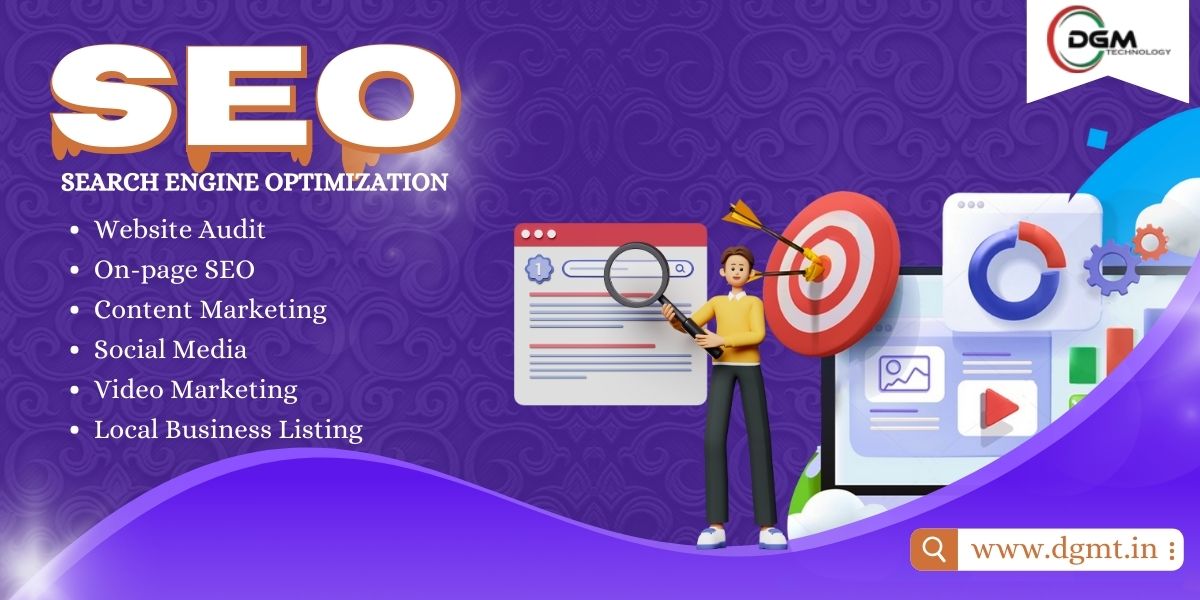 SEO
SEARCH ENGINE OPTIMIZATION
• Website Audit
• On-page SEO
• Content Marketing
• Social Media
• Video Marketing
• Local Business Listing
DGM
TECHNOLOGY
1
www.dgmt.in